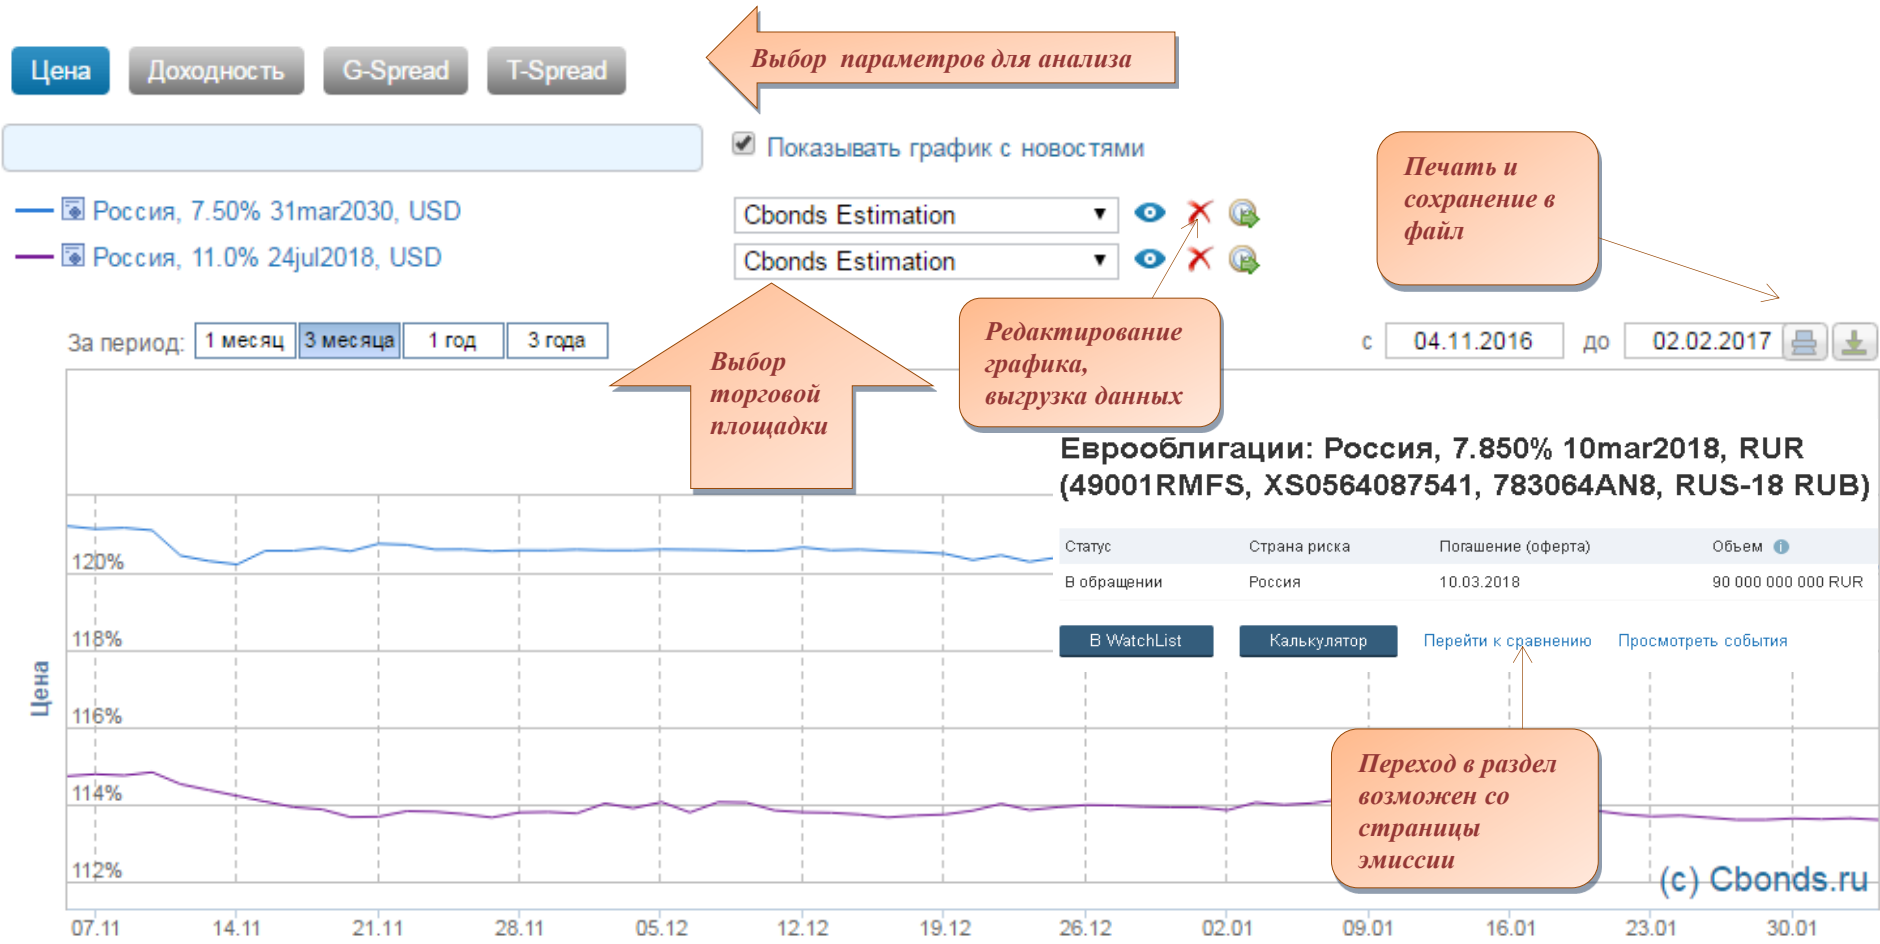 Цена
Доходность
G-Spread
T-Spread
Выбор параметров для анализа
Показывать график с новостями
Россия, 7.50% 31mar2030, USD
Cbonds Estimation
Россия, 11.0% 24jul2018, USD
Cbonds Estimation
Печать и
сохранение в
файл
За период:
1 месяц
3 месяца
1 год
3 года
Выбор
торговой
площадки
Редактирование
графика,
выгрузка данных
с
04.11.2016
до
02.02.2017
Еврооблигации: Россия, 7.850% 10mar2018, RUR
(49001RMFS, XS0564087541, 783064AN8, RUS-18 RUB)
Статус
Страна риска
Погашение (оферта)
Объем
В обращении
Россия
10.03.2018
90 000 000 000 RUR
В WatchList
Калькулятор
Перейти к сравнению
Просмотреть события
Переход в раздел
возможен со
страницы
эмиссии
Цена
120%
118%
116%
114%
112%
(c) Cbonds.ru
07.11
14.11
21.11
28.11
05.12
12.12
19.12
26.12
02.01
09.01
16.01
23.01
30.01